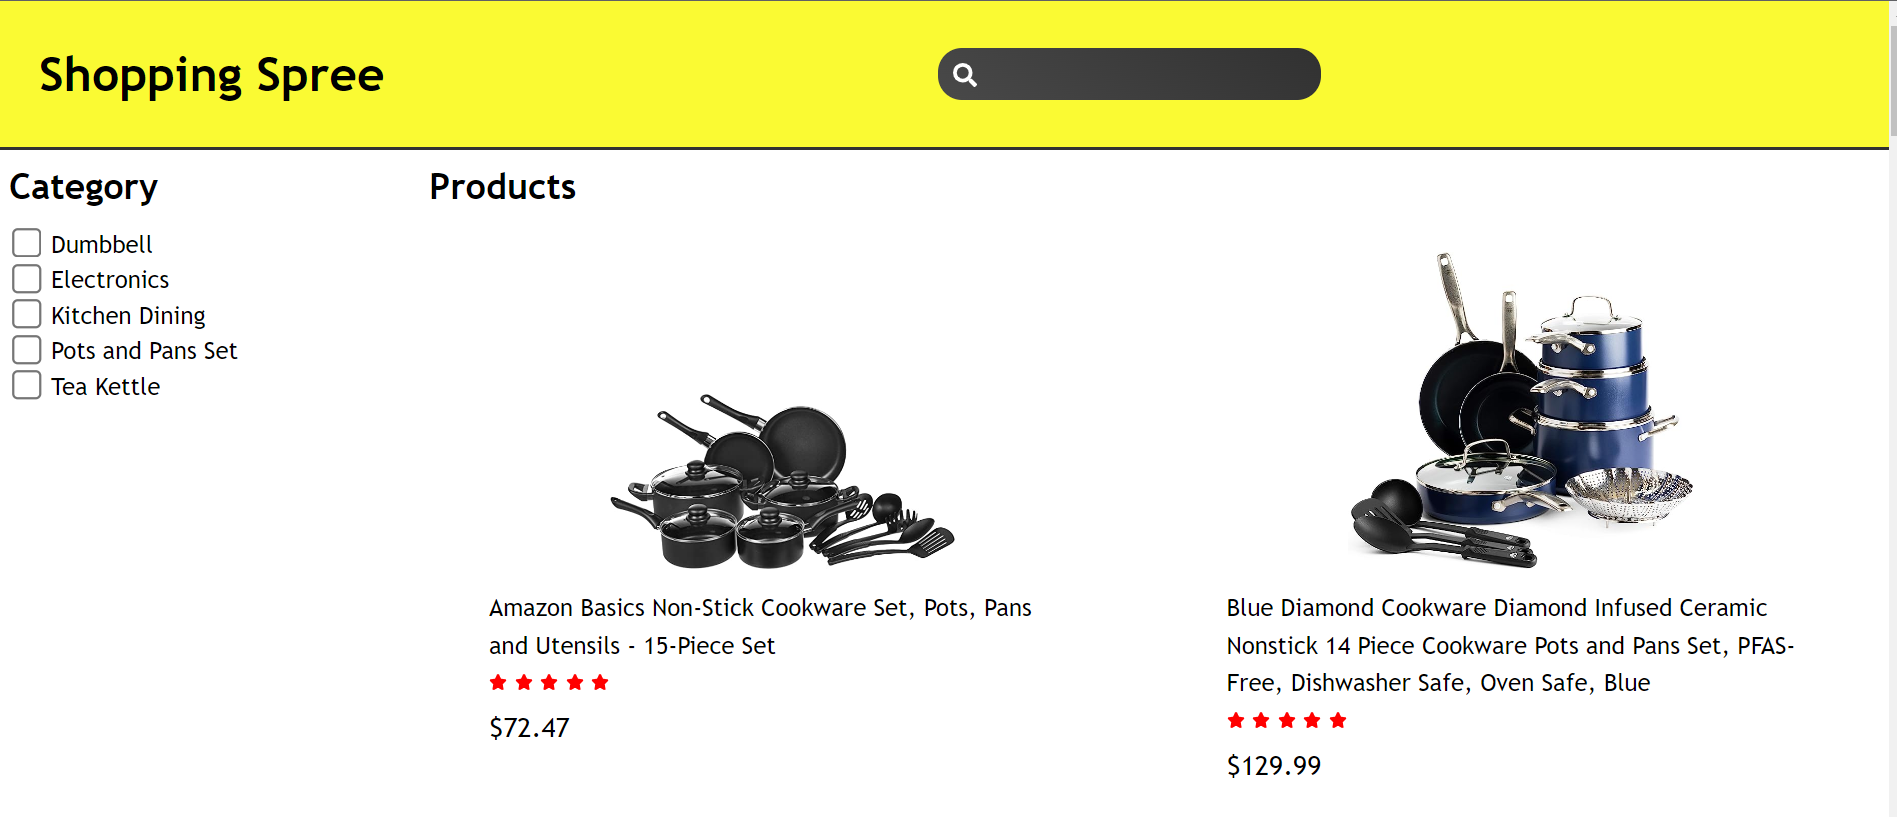 Shopping Spree
Category
Dumbbell
Electronics
Kitchen Dining
Pots and Pans Set
Tea Kettle
Products
Amazon Basics Non-Stick Cookware Set, Pots, Pans
and Utensils - 15-Piece Set
$72.47
Blue Diamond Cookware Diamond Infused Ceramic
Nonstick 14 Piece Cookware Pots and Pans Set, PFAS-
Free, Dishwasher Safe, Oven Safe, Blue
$129.99